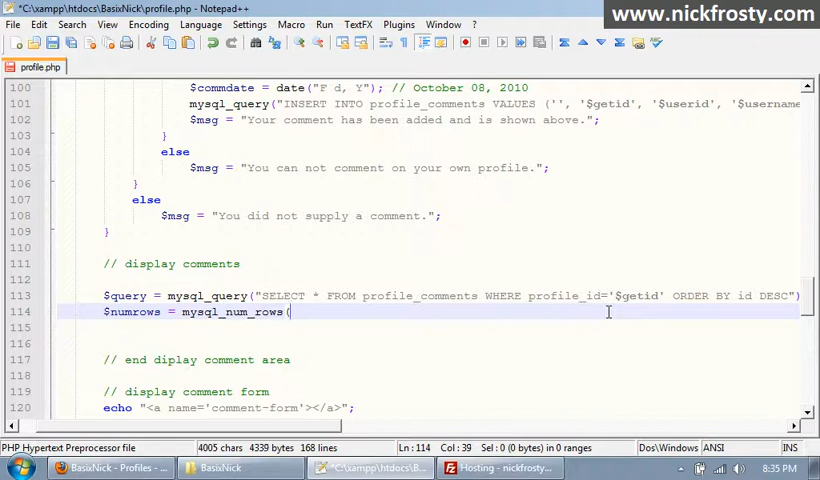 *C:\xampp\htdocs\BasixNick\profile.php - Notepad++
www.nickfrosty.com
File Edit Search View Encoding Language Settings Macro Run TextFX Plugins Window ?
profile.php
100 $commdate = date("F d, Y"); // October 08, 2010
101 mysql_query("INSERT INTO profile_comments VALUES ('', '$getid', '$userid', '$username
102 $msg = "Your comment has been added and is shown above.";
103 }
104 else
105 $msg = "You can not comment on your own profile.";
106 }
107 else
108 $msg = "You did not supply a comment.";
109 }
110
111 // display comments
112
113 $query = mysql_query("SELECT * FROM profile_comments WHERE profile_id='$getid' ORDER BY id DESC")
114 $numrows = mysql_num_rows(
115
116
117 // end diplay comment area
118
119 // display comment form
120 echo "<a name='comment-form'></a>";
PHP Hypertext Preprocessor file 4005 chars 4339 bytes 168 lines Ln : 114 Col : 39 Sel : 0 (0 bytes) in 0 ranges Dos\Windows ANSI INS
BasixNick - Profiles - ... BasixNick *C:\xampp\htdocs\B... Hosting - nickfrosty... 8:35 PM